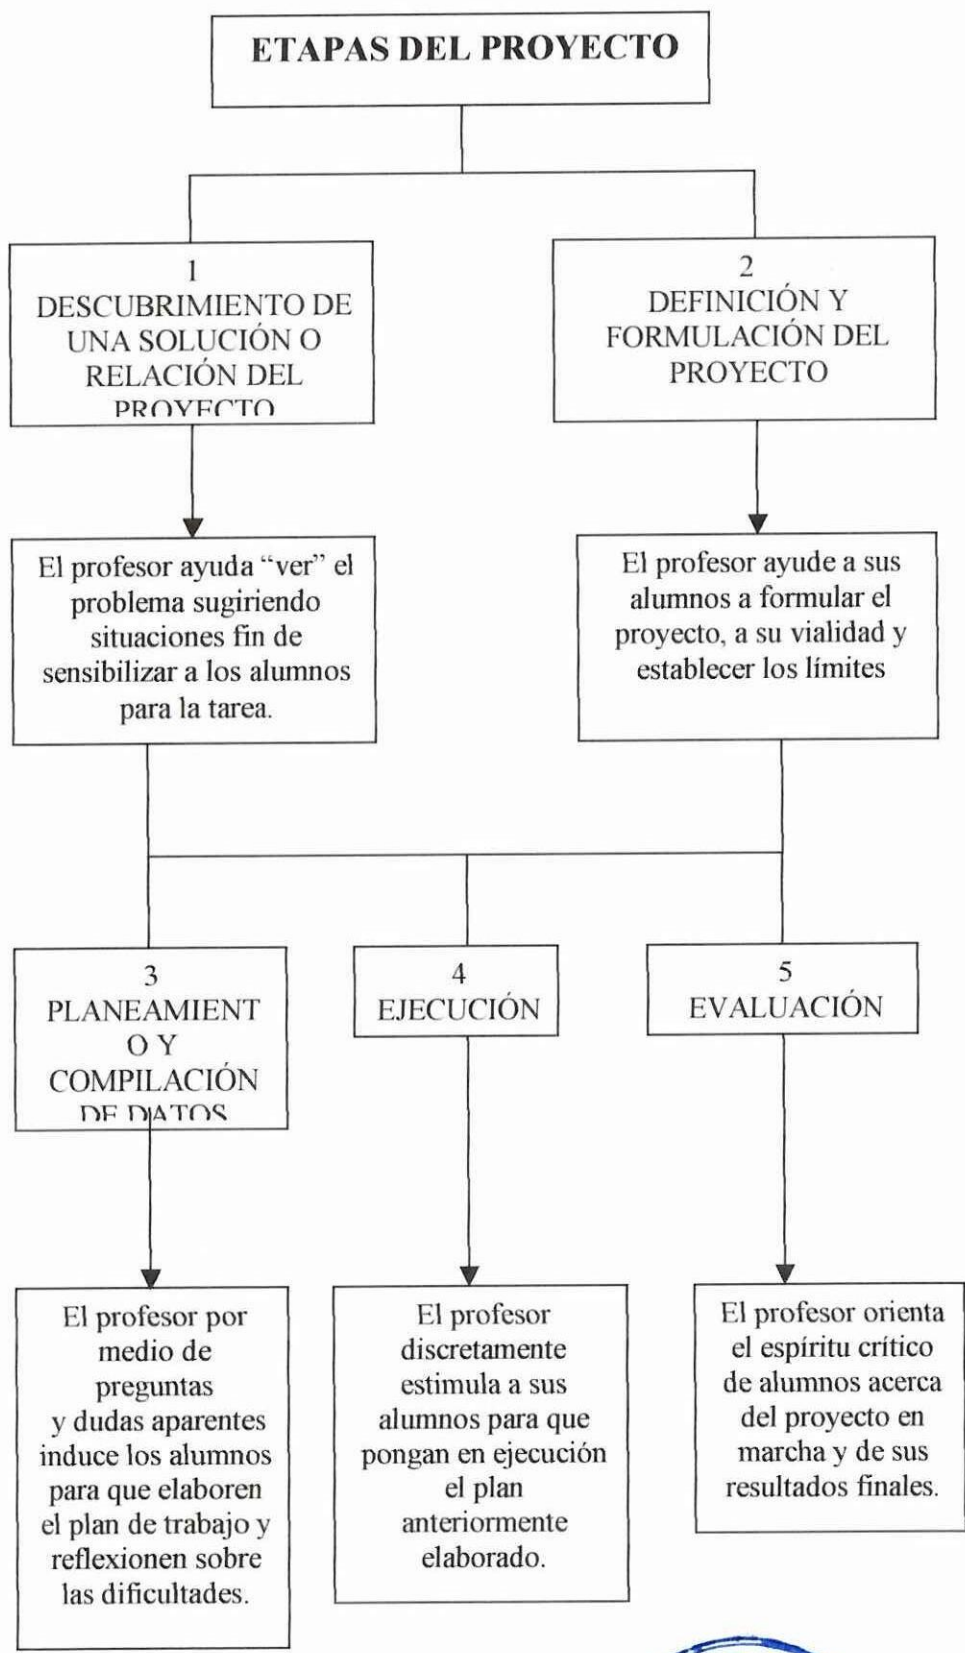 ETAPAS DEL PROYECTO
1
DESCUBRIMIENTO DE
UNA SOLUCIÓN O
RELACIÓN DEL
PROYECTO
2
DEFINICIÓN Y
FORMULACIÓN DEL
PROYECTO
El profesor ayuda “ver” el
problema sugiriendo
situaciones fin de
sensibilizar a los alumnos
para la tarea.
El profesor ayude a sus
alumnos a formular el
proyecto, a su vialidad y
establecer los límites
3
PLANEAMIENT
O Y
COMPILACIÓN
DE DATOS
4
EJECUCIÓN
5
EVALUACIÓN
El profesor por
medio de
preguntas
y dudas aparentes
induce los alumnos
para que elaboren
el plan de trabajo y
reflexionen sobre
las dificultades.
El profesor
discretamente
estimula a sus
alumnos para que
pongan en ejecución
el plan
anteriormente
elaborado.
El profesor orienta
el espíritu crítico
de alumnos acerca
del proyecto en
marcha y de sus
resultados finales.